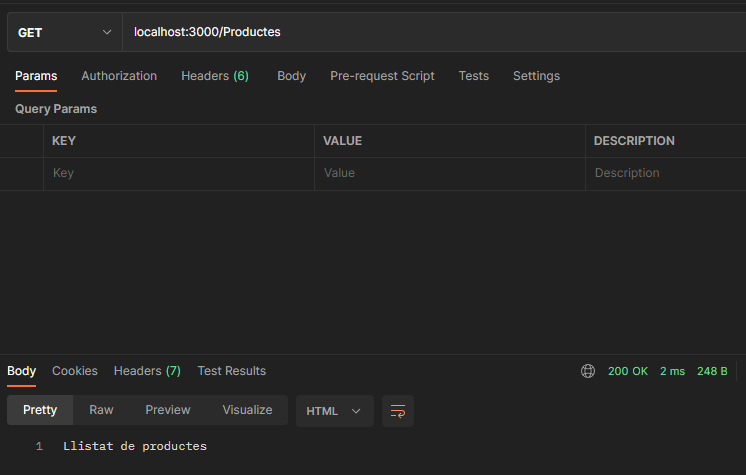 GET localhost:3000/Productes
Params Authorization Headers (6) Body Pre-request Script Tests Settings
Query Params
KEY VALUE DESCRIPTION
Key Value Description
Body Cookies Headers (7) Test Results 200 OK 2 ms 248 B
Pretty Raw Preview Visualize HTML
1 Llistat de productes